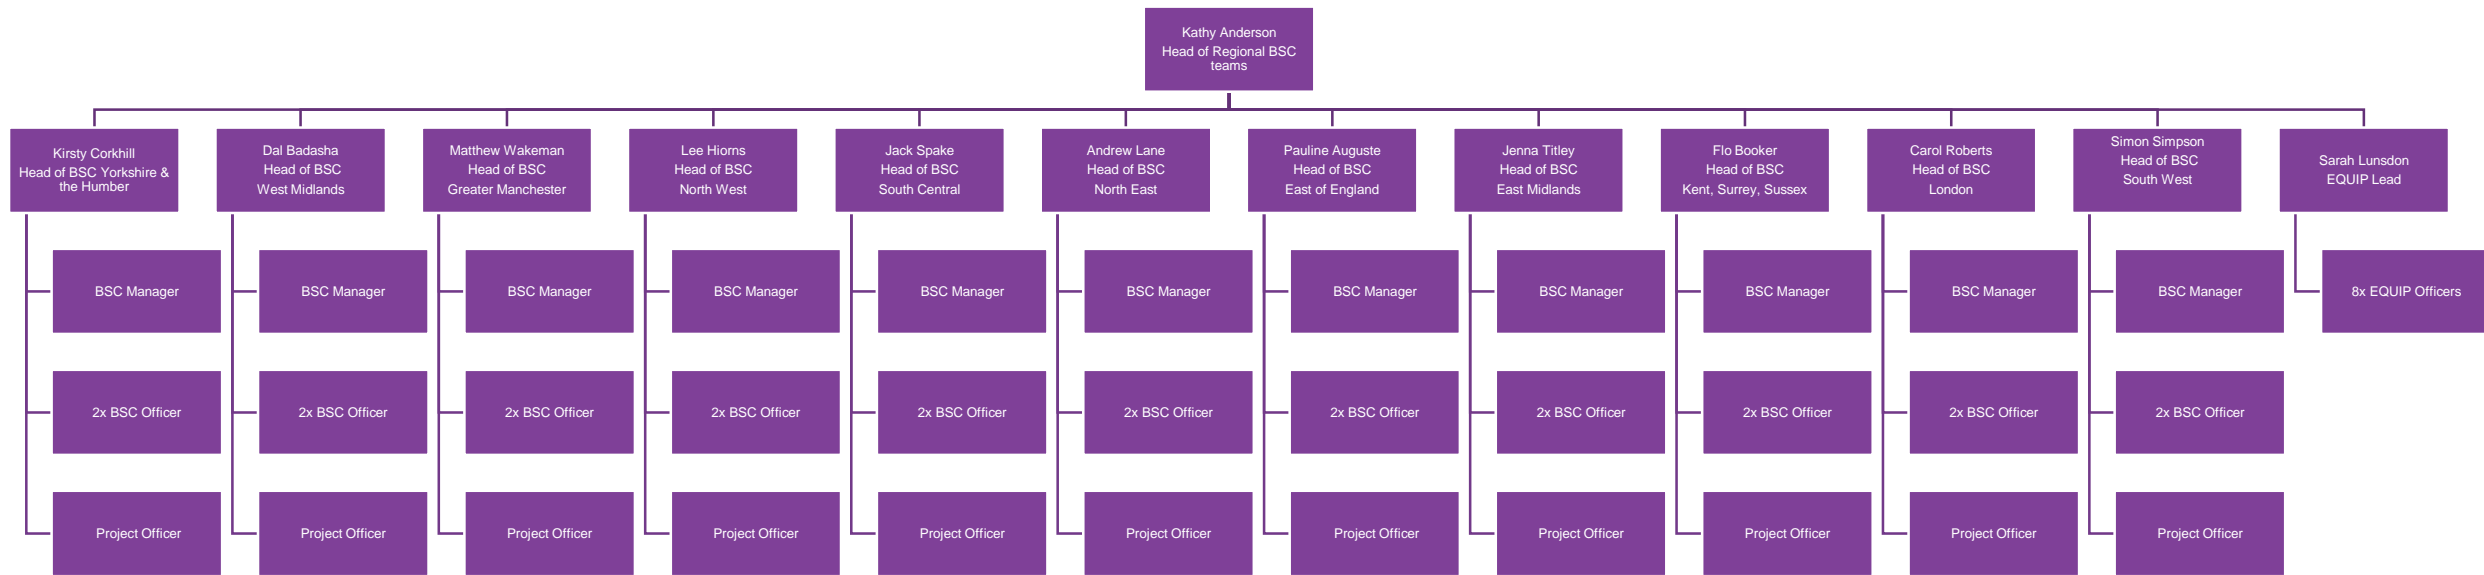 Kathy Anderson
Head of Regional BSC
teams
Kirsty Corkhill
Head of BSC Yorkshire &
the Humber
Dal Badasha
Head of BSC
West Midlands
Matthew Wakeman
Head of BSC
Greater Manchester
Lee Hiorns
Head of BSC
North West
Jack Spake
Head of BSC
South Central
Andrew Lane
Head of BSC
North East
Pauline Auguste
Head of BSC
East of England
Jenna Titley
Head of BSC
East Midlands
Flo Booker
Head of BSC
Kent, Surrey, Sussex
Carol Roberts
Head of BSC
London
Simon Simpson
Head of BSC
South West
Sarah Lunsdon
EQUIP Lead
BSC Manager
BSC Manager
BSC Manager
BSC Manager
BSC Manager
BSC Manager
BSC Manager
BSC Manager
BSC Manager
BSC Manager
BSC Manager
8x EQUIP Officers
2x BSC Officer
2x BSC Officer
2x BSC Officer
2x BSC Officer
2x BSC Officer
2x BSC Officer
2x BSC Officer
2x BSC Officer
2x BSC Officer
2x BSC Officer
2x BSC Officer
Project Officer
Project Officer
Project Officer
Project Officer
Project Officer
Project Officer
Project Officer
Project Officer
Project Officer
Project Officer
Project Officer